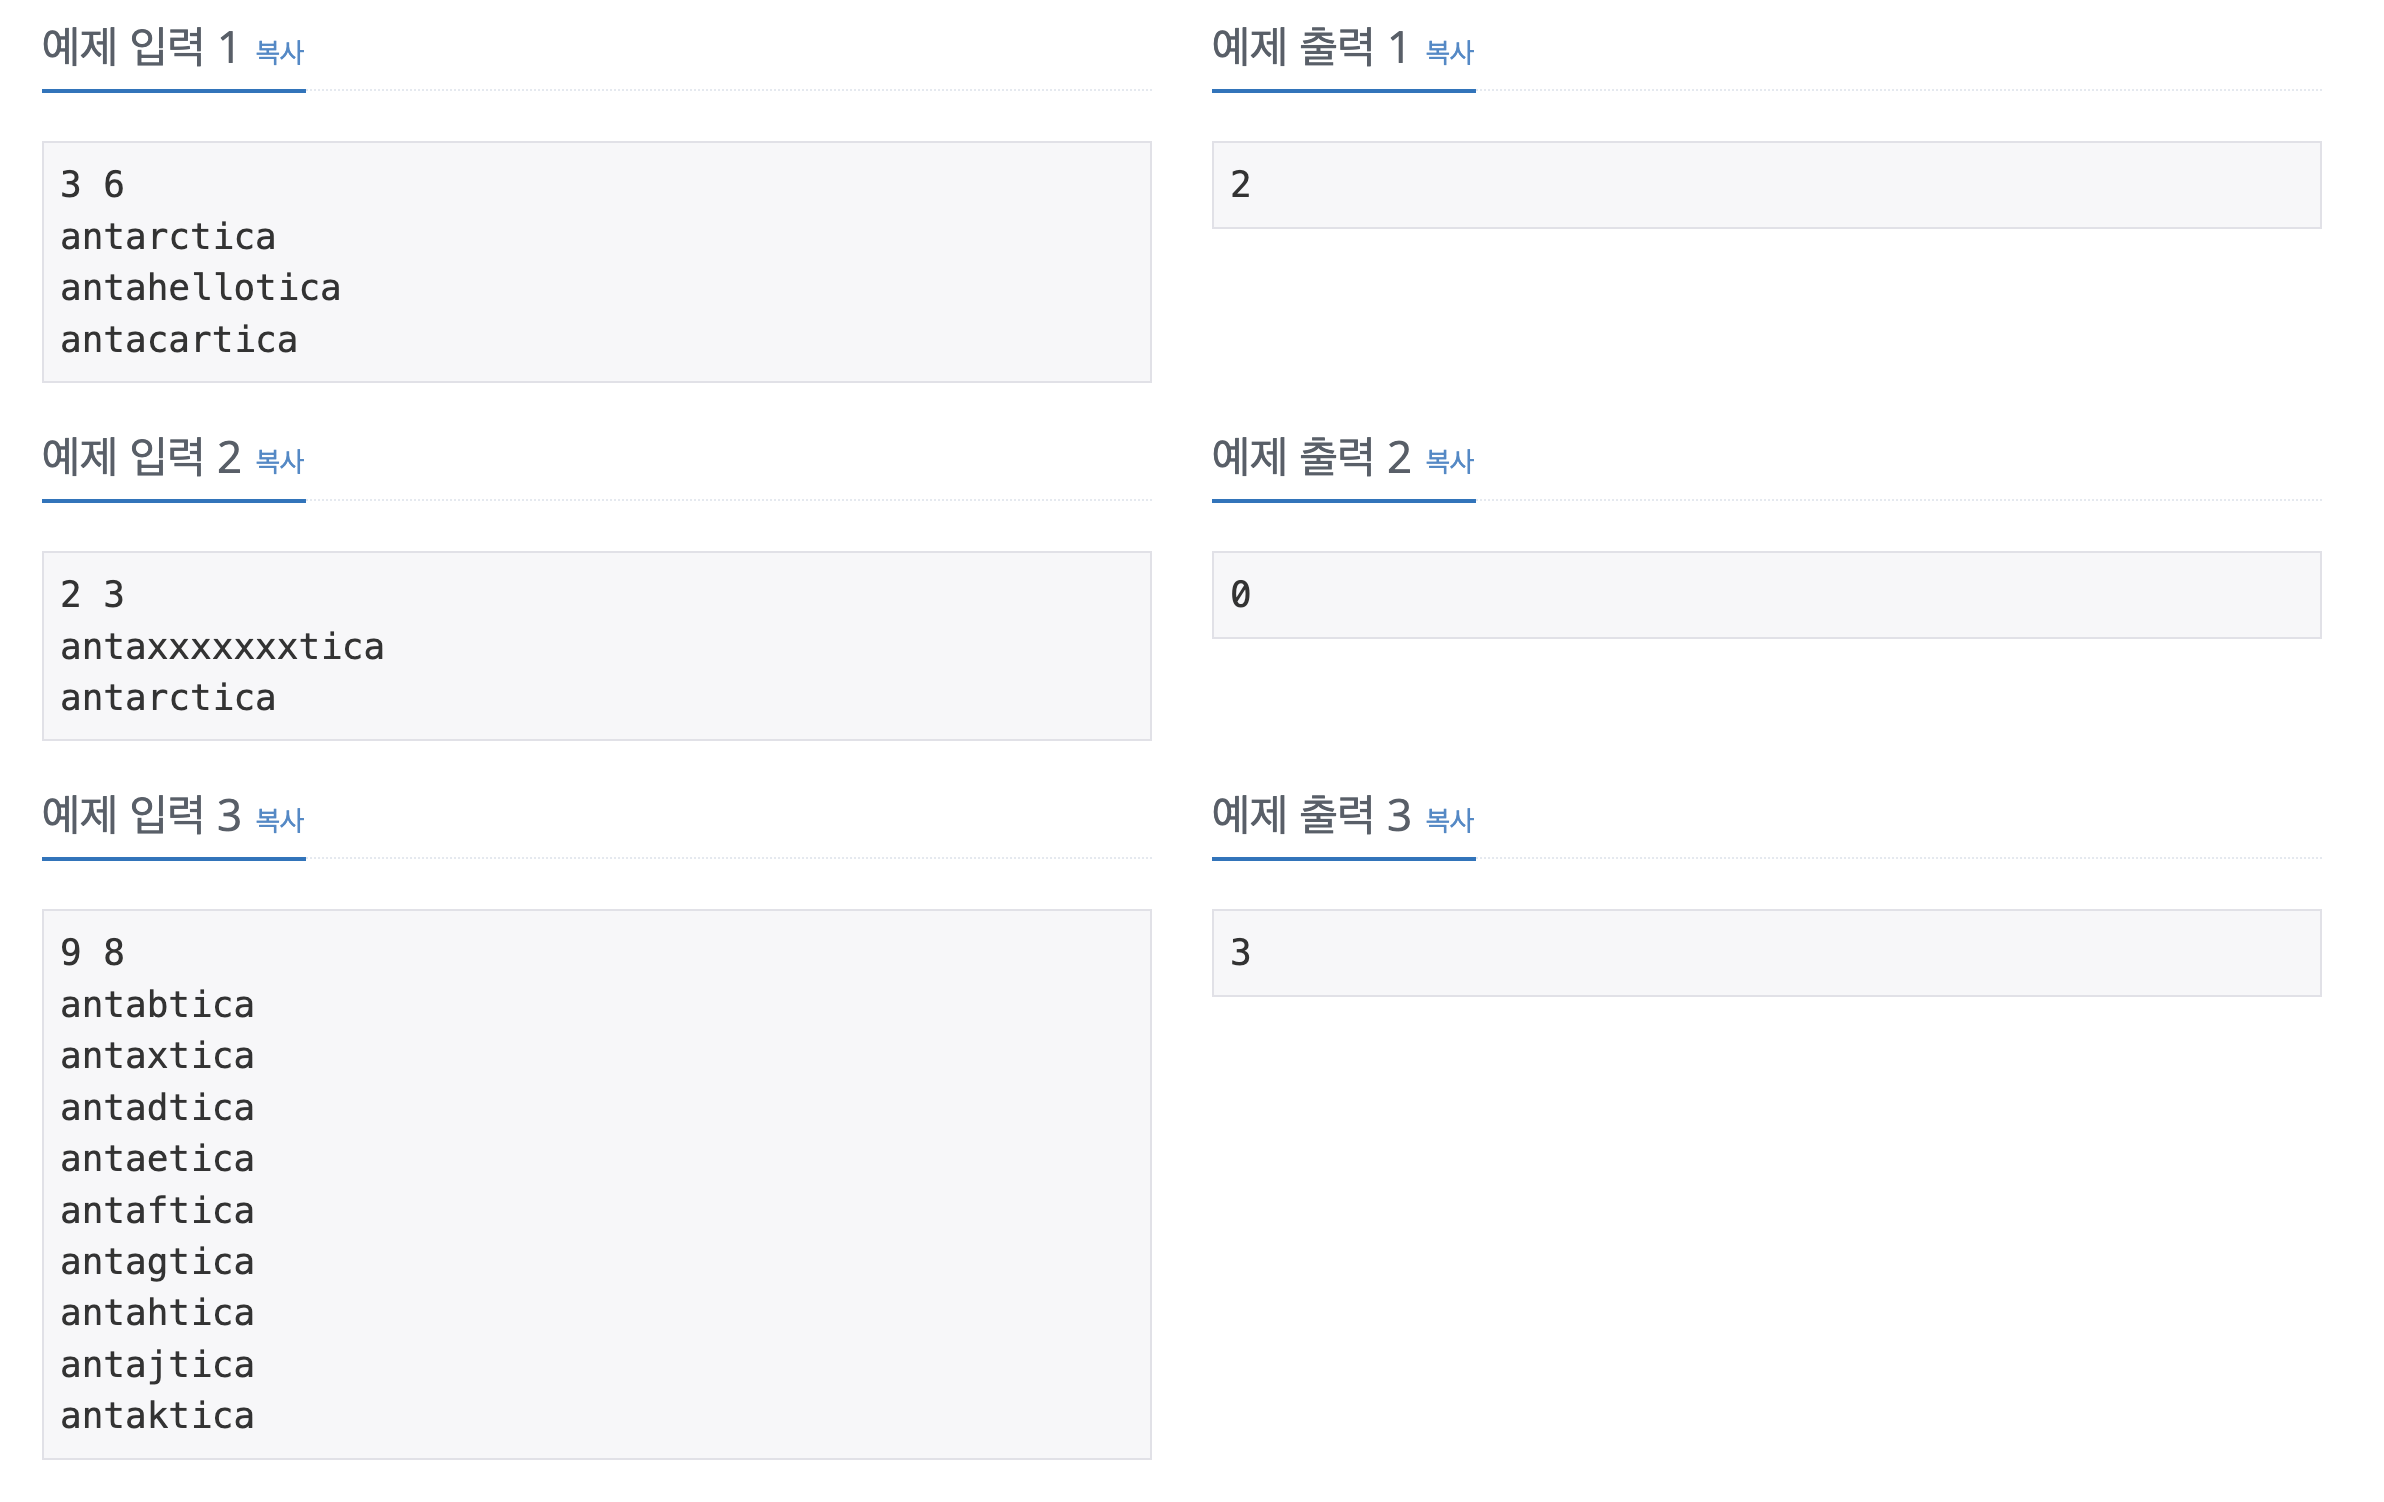 예제 입력 1 복사
3 6
antarctica
antahellotica
antacartica
예제 출력 1 복사
2
예제 입력 2 복사
2 3
antaxxxxxxxtica
antarctica
예제 출력 2 복사
0
예제 입력 3 복사
9 8
antabtica
antaxtica
antadtica
antaetica
antaftica
antagtica
antahtica
antajtica
antaktica
예제 출력 3 복사
3